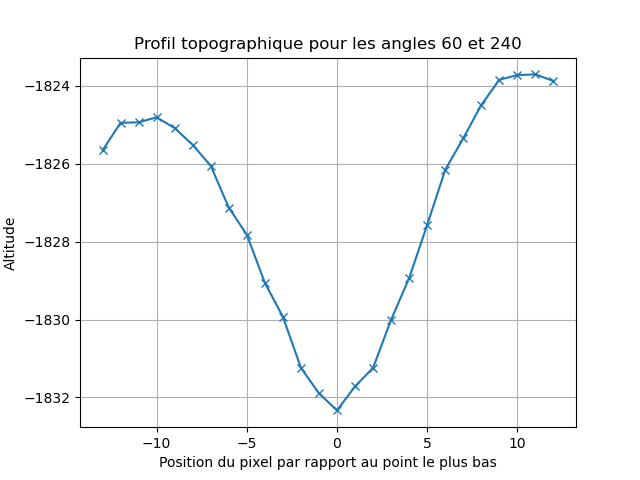 Profil topographique pour les angles 60 et 240
Altitude
−1824
−1826
−1828
−1830
−1832
−10 −5 0 5 10
Position du pixel par rapport au point le plus bas